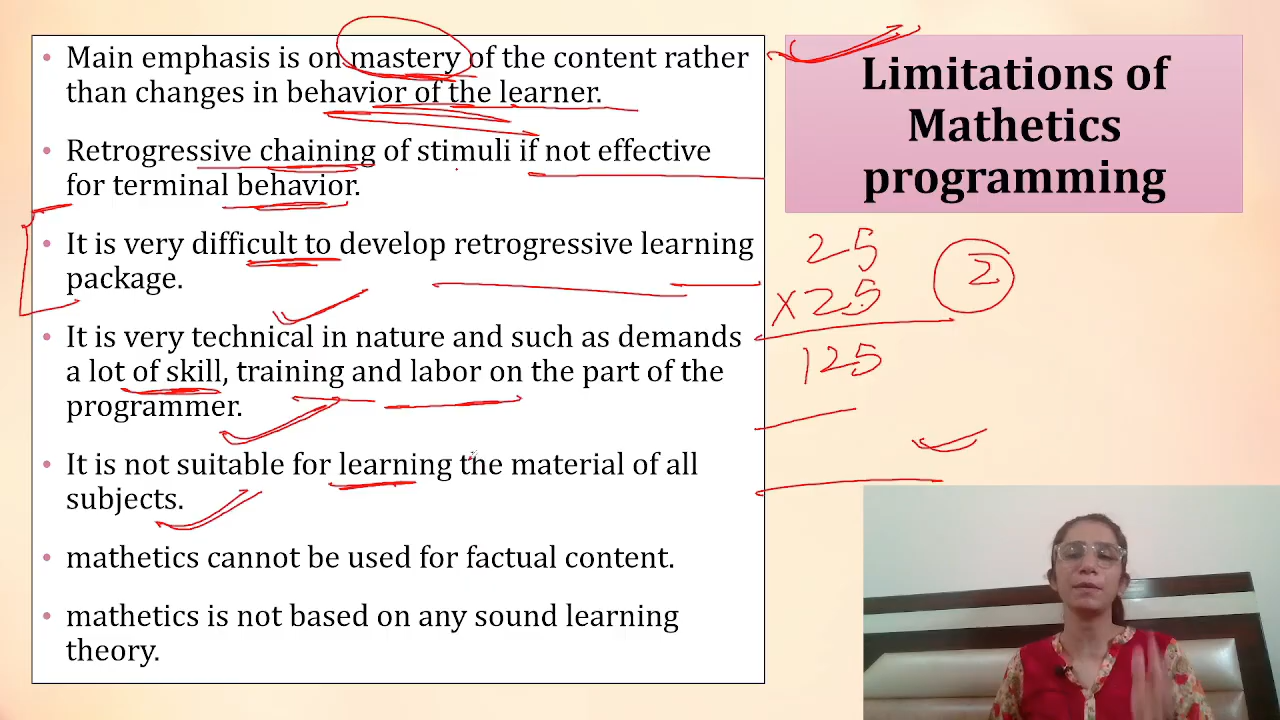 • Main emphasis is on mastery of the content rather
than changes in behavior of the learner.
• Retrogressive chaining of stimuli if not effective
for terminal behavior.
• It is very difficult to develop retrogressive learning
package.
• It is very technical in nature and such as demands
a lot of skill, training and labor on the part of the
programmer.
• It is not suitable for learning the material of all
subjects.
• mathetics cannot be used for factual content.
• mathetics is not based on any sound learning
theory.
Limitations of
Mathetics
programming
25
×25
2
125